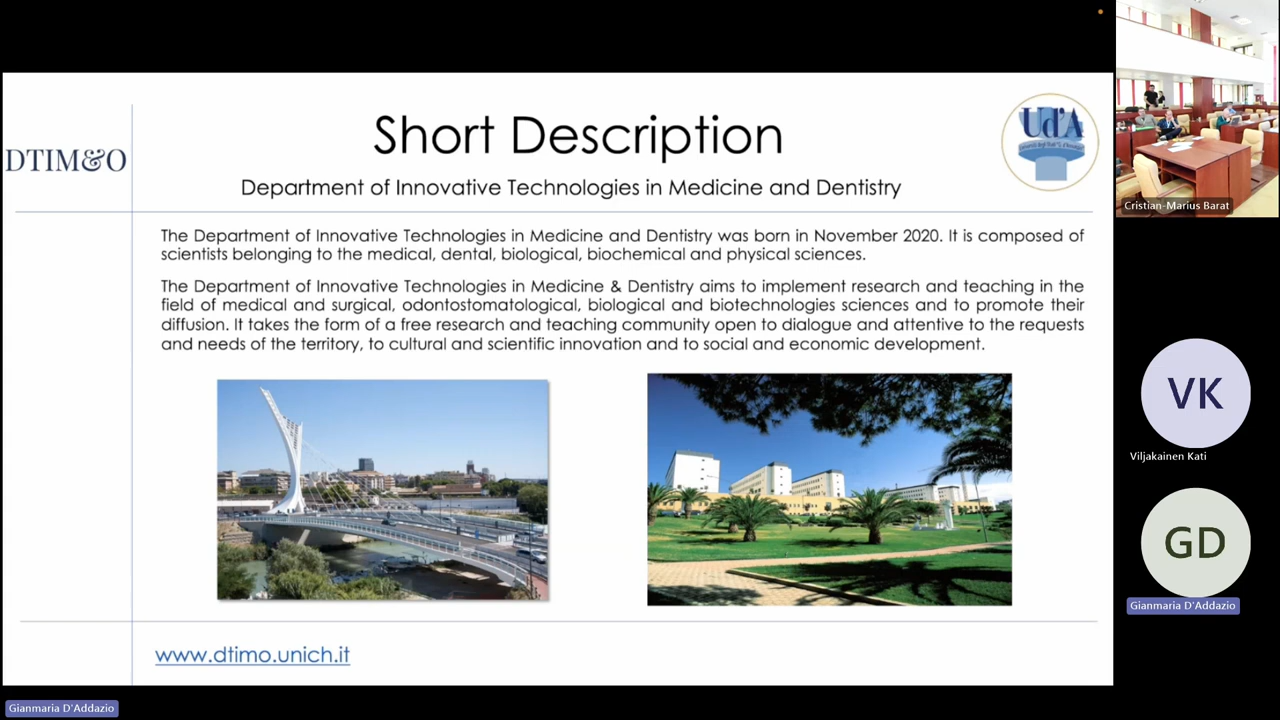 Short Description
DTIM&O
Ud'A
Department of Innovative Technologies in Medicine and Dentistry
The Department of Innovative Technologies in Medicine and Dentistry was born in November 2020. It is composed of
scientists belonging to the medical, dental, biological, biochemical and physical sciences.
The Department of Innovative Technologies in Medicine & Dentistry aims to implement research and teaching in the
field of medical and surgical, odontostomatological, biological and biotechnologies sciences and to promote their
diffusion. It takes the form of a free research and teaching community open to dialogue and attentive to the requests
and needs of the territory, to cultural and scientific innovation and to social and economic development.
www.dtimo.unich.it
Gianmaria D'Addazio
Cristian-Marius Barat
VK
Viljakainen Kati
GD
Gianmaria D'Addazio